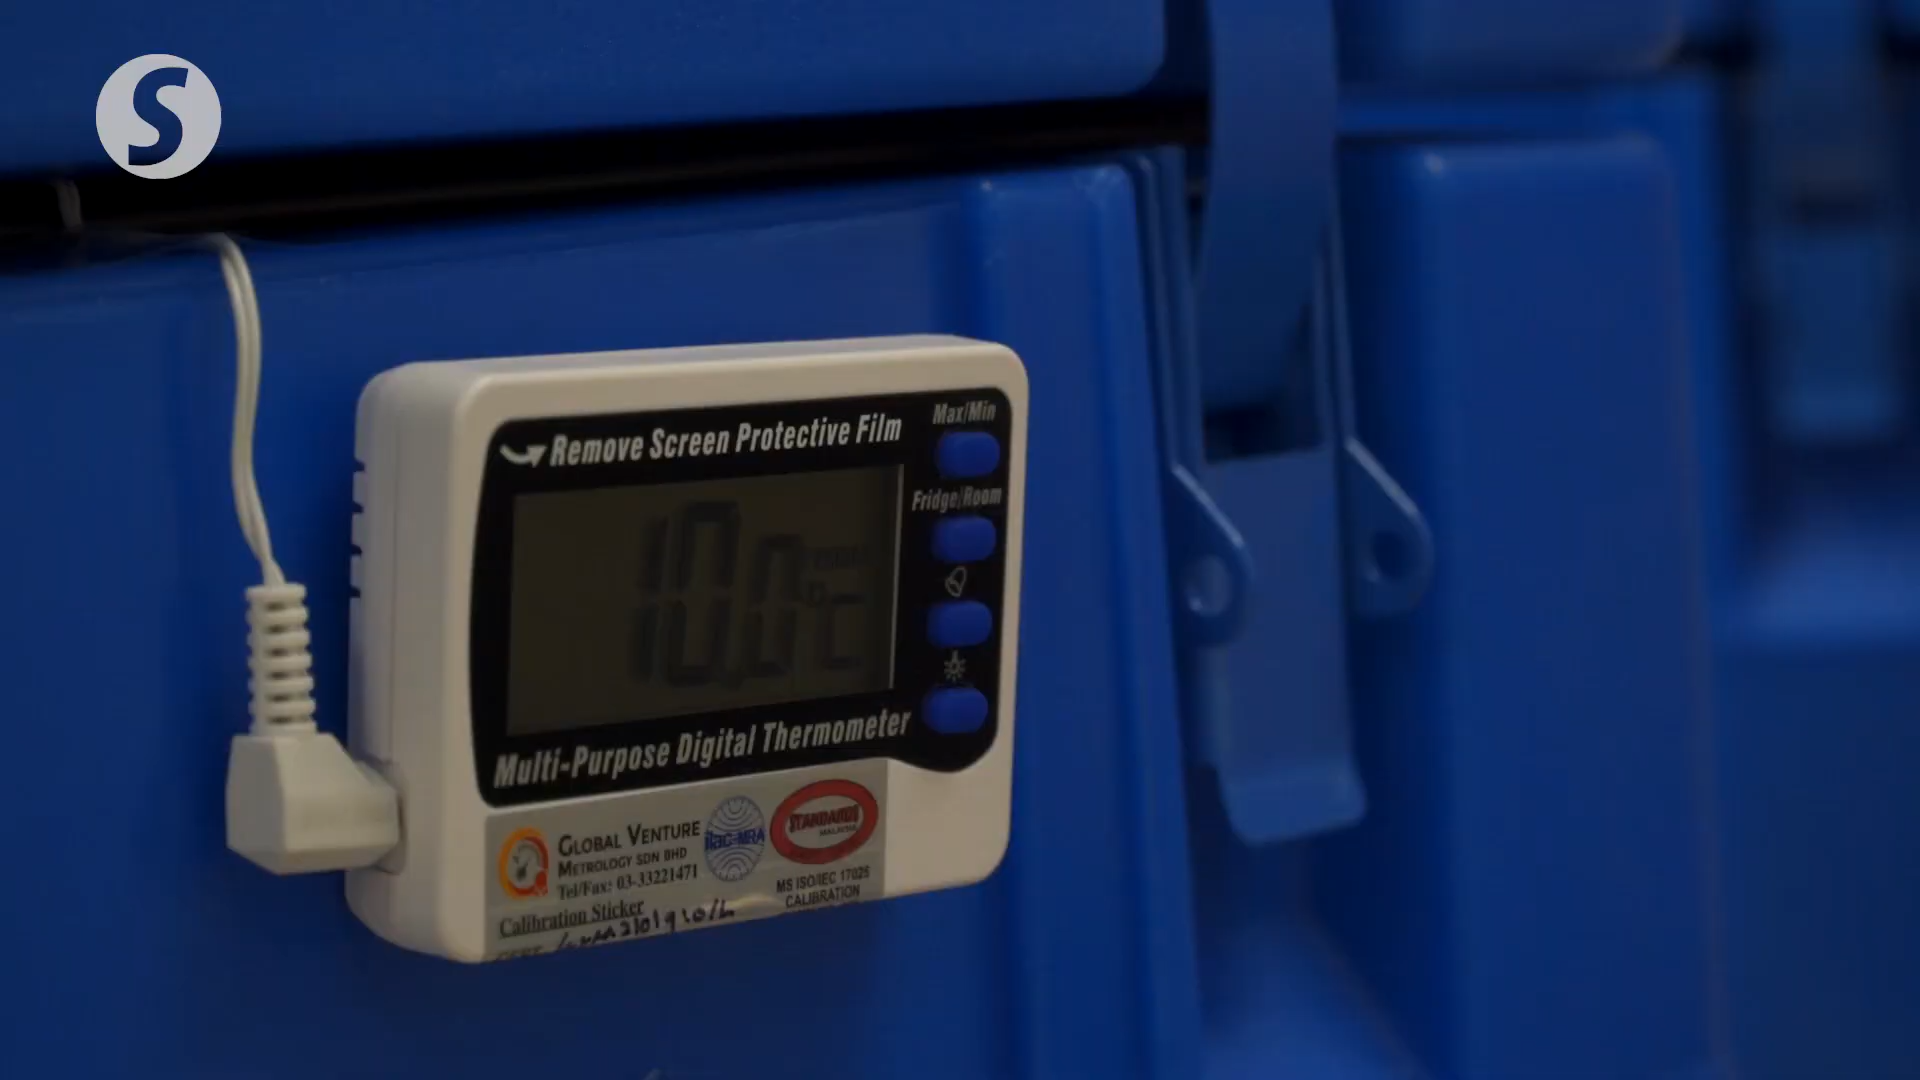 S
Remove Screen Protective Film
Max/Min
Fridge/Room
10.0°C
Multi-Purpose Digital Thermometer
GLOBAL VENTURE
METROLOGY SDN BHD
Tel/Fax: 03-33221471
ilac-MRA
STANDARDS
MALAYSIA
MS ISO/IEC 17025
CALIBRATION
Calibration Sticker